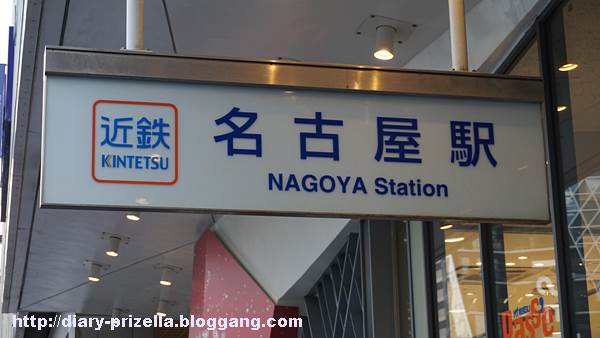 近鉄
KINTETSU
名古屋駅
NAGOYA Station
http://diary-prizella.bloggang.com